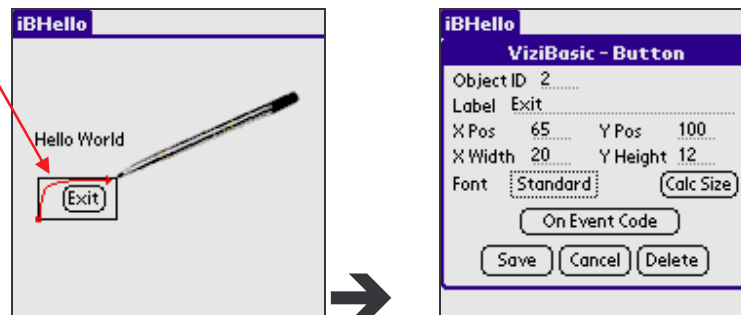 iBHello
Hello World
Exit
iBHello
ViziBasic - Button
Object ID 2
Label Exit
X Pos 65 Y Pos 100
X Width 20 Y Height 12
Font Standard Calc Size
On Event Code
Save Cancel Delete